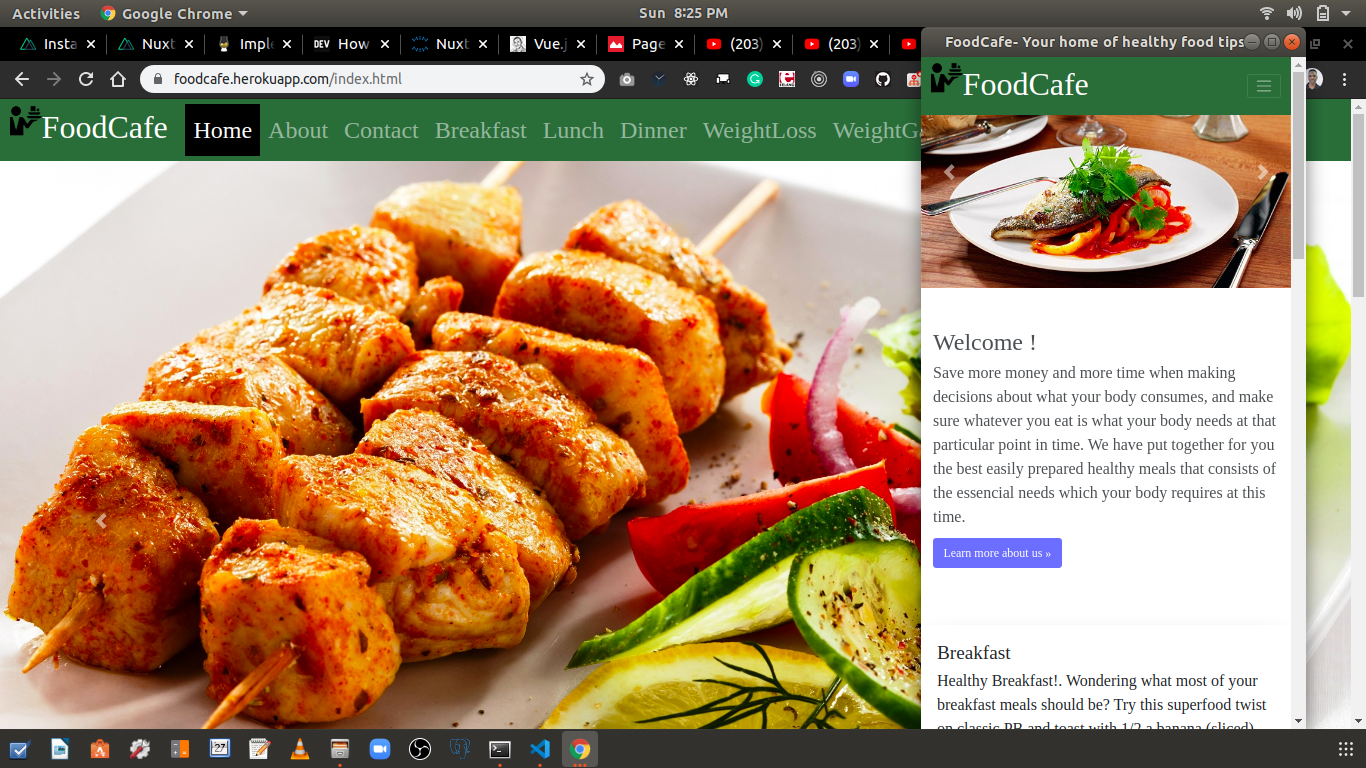 Activities Google Chrome Sun 8:25 PM
Insta Nuxt Imple DEV How Nuxt Vue.j Page (203) (203)
foodcafe.herokuapp.com/index.html
FoodCafe Home About Contact Breakfast Lunch Dinner WeightLoss WeightG
FoodCafe- Your home of healthy food tips
FoodCafe
Welcome !
Save more money and more time when making
decisions about what your body consumes, and make
sure whatever you eat is what your body needs at that
particular point in time. We have put together for you
the best easily prepared healthy meals that consists of
the essencial needs which your body requires at this
time.
Learn more about us »
Breakfast
Healthy Breakfast!. Wondering what most of your
breakfast meals should be? Try this superfood twist
on classic PB and toast with 1/2 a banana (sliced)
27